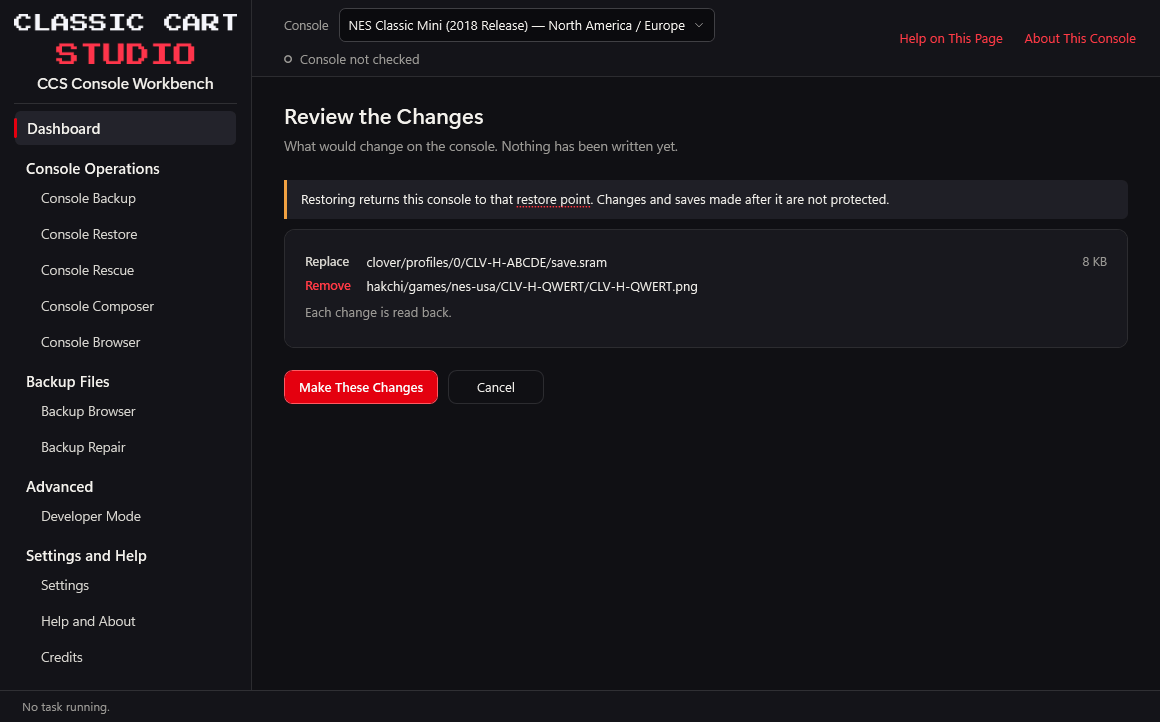 CLASSIC CART
STUDIO
CCS Console Workbench
Dashboard
Console Operations
Console Backup
Console Restore
Console Rescue
Console Composer
Console Browser
Backup Files
Backup Browser
Backup Repair
Advanced
Developer Mode
Settings and Help
Settings
Help and About
Credits
Console NES Classic Mini (2018 Release) — North America / Europe
Console not checked
Help on This Page About This Console
Review the Changes
What would change on the console. Nothing has been written yet.
Restoring returns this console to that restore point. Changes and saves made after it are not protected.
Replace clover/profiles/0/CLV-H-ABCDE/save.sram 8 KB
Remove hakchi/games/nes-usa/CLV-H-QWERT/CLV-H-QWERT.png
Each change is read back.
Make These Changes Cancel
No task running.